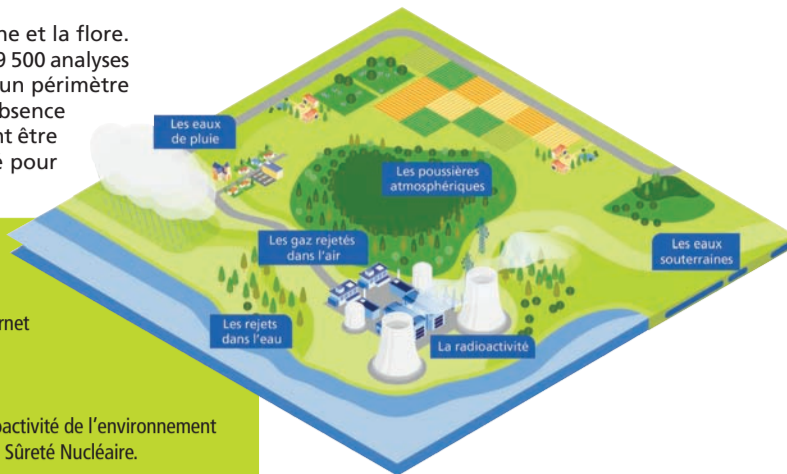 ne et la flore.
9 500 analyses
un périmètre
bsence
nt être
e pour
Les eaux
de pluie
Les poussières
atmosphériques
Les gaz rejetés
dans l'air
Les eaux
souterraines
Les rejets
dans l'eau
La radioactivité
rnet
oactivité de l'environnement
Sûreté Nucléaire.